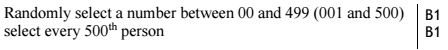 Randomly select a number between 00 and 499 (001 and 500) B1
select every 500th person B1